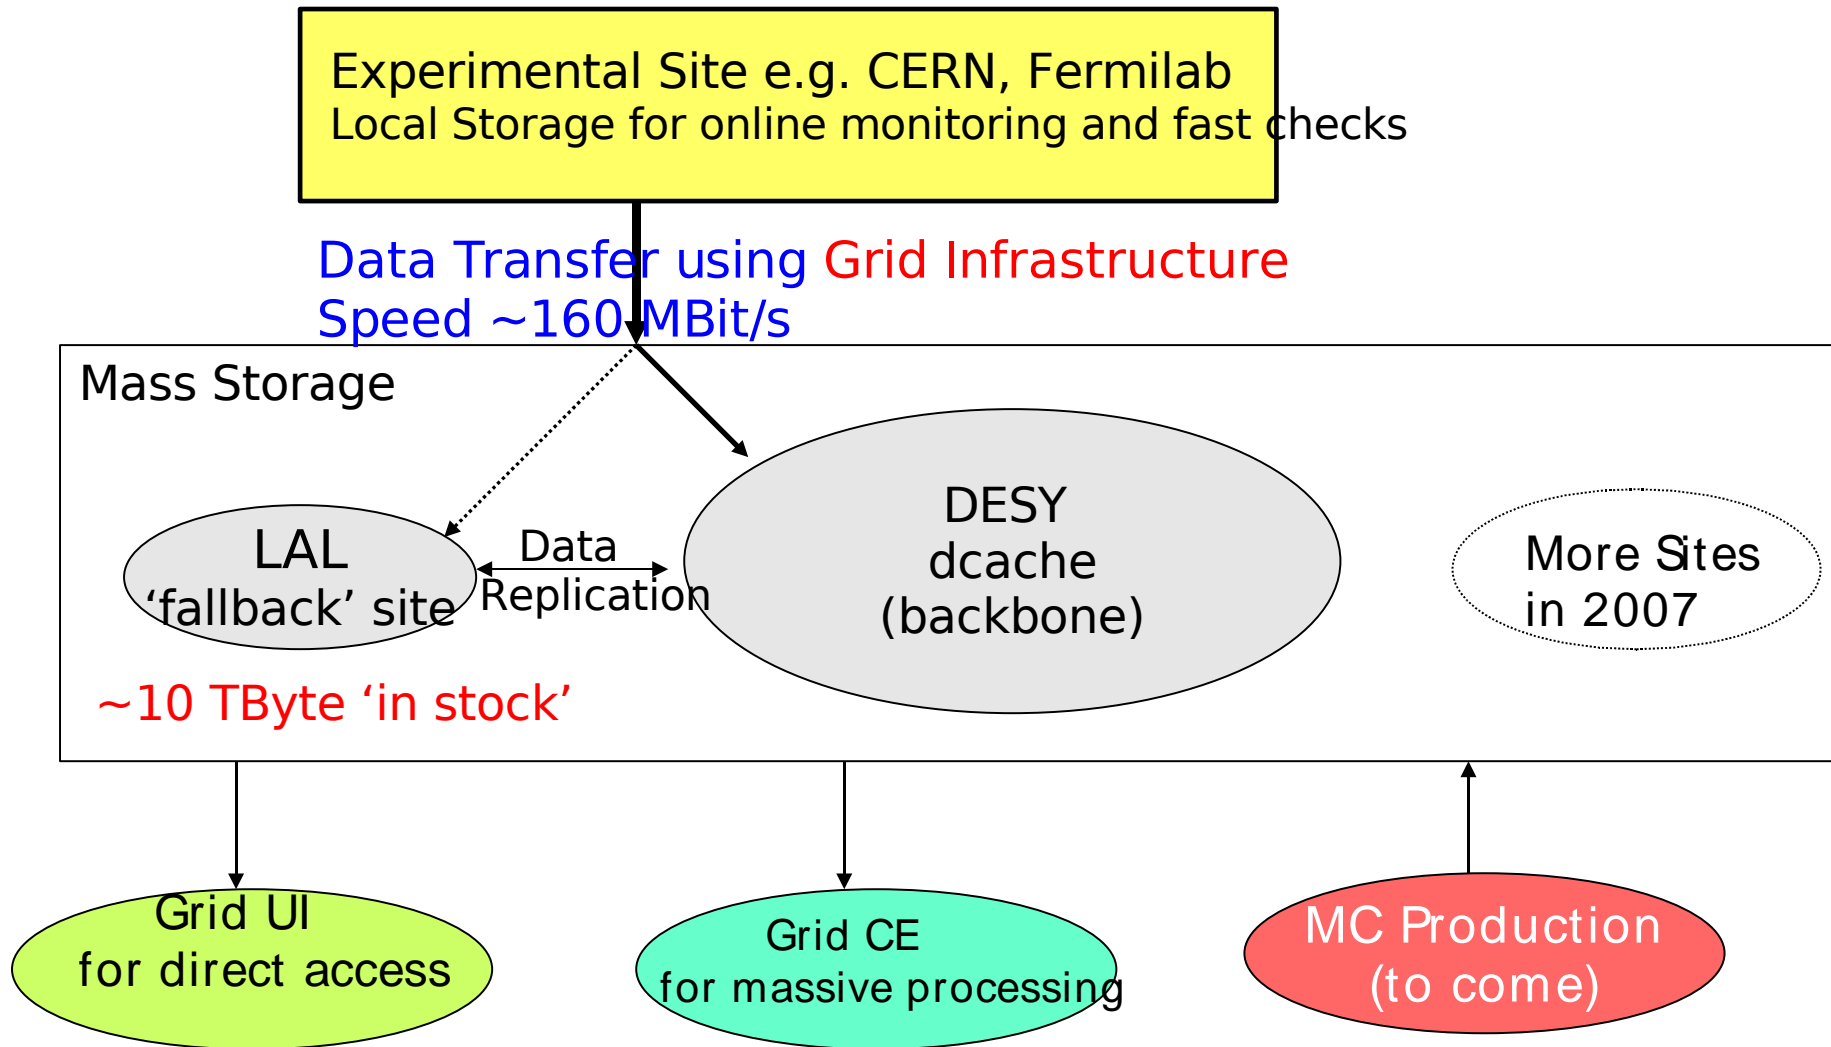 Experimental Site e.g. CERN, Fermilab
Local Storage for online monitoring and fast checks
Data Transfer using Grid Infrastructure
Speed ~160 MBit/s
Mass Storage
LAL
‘fallback’ site
Data
Replication
DESY
dcache
(backbone)
More Sites
in 2007
~10 TByte ‘in stock’
Grid UI
for direct access
Grid CE
for massive processing
MC Production
(to come)